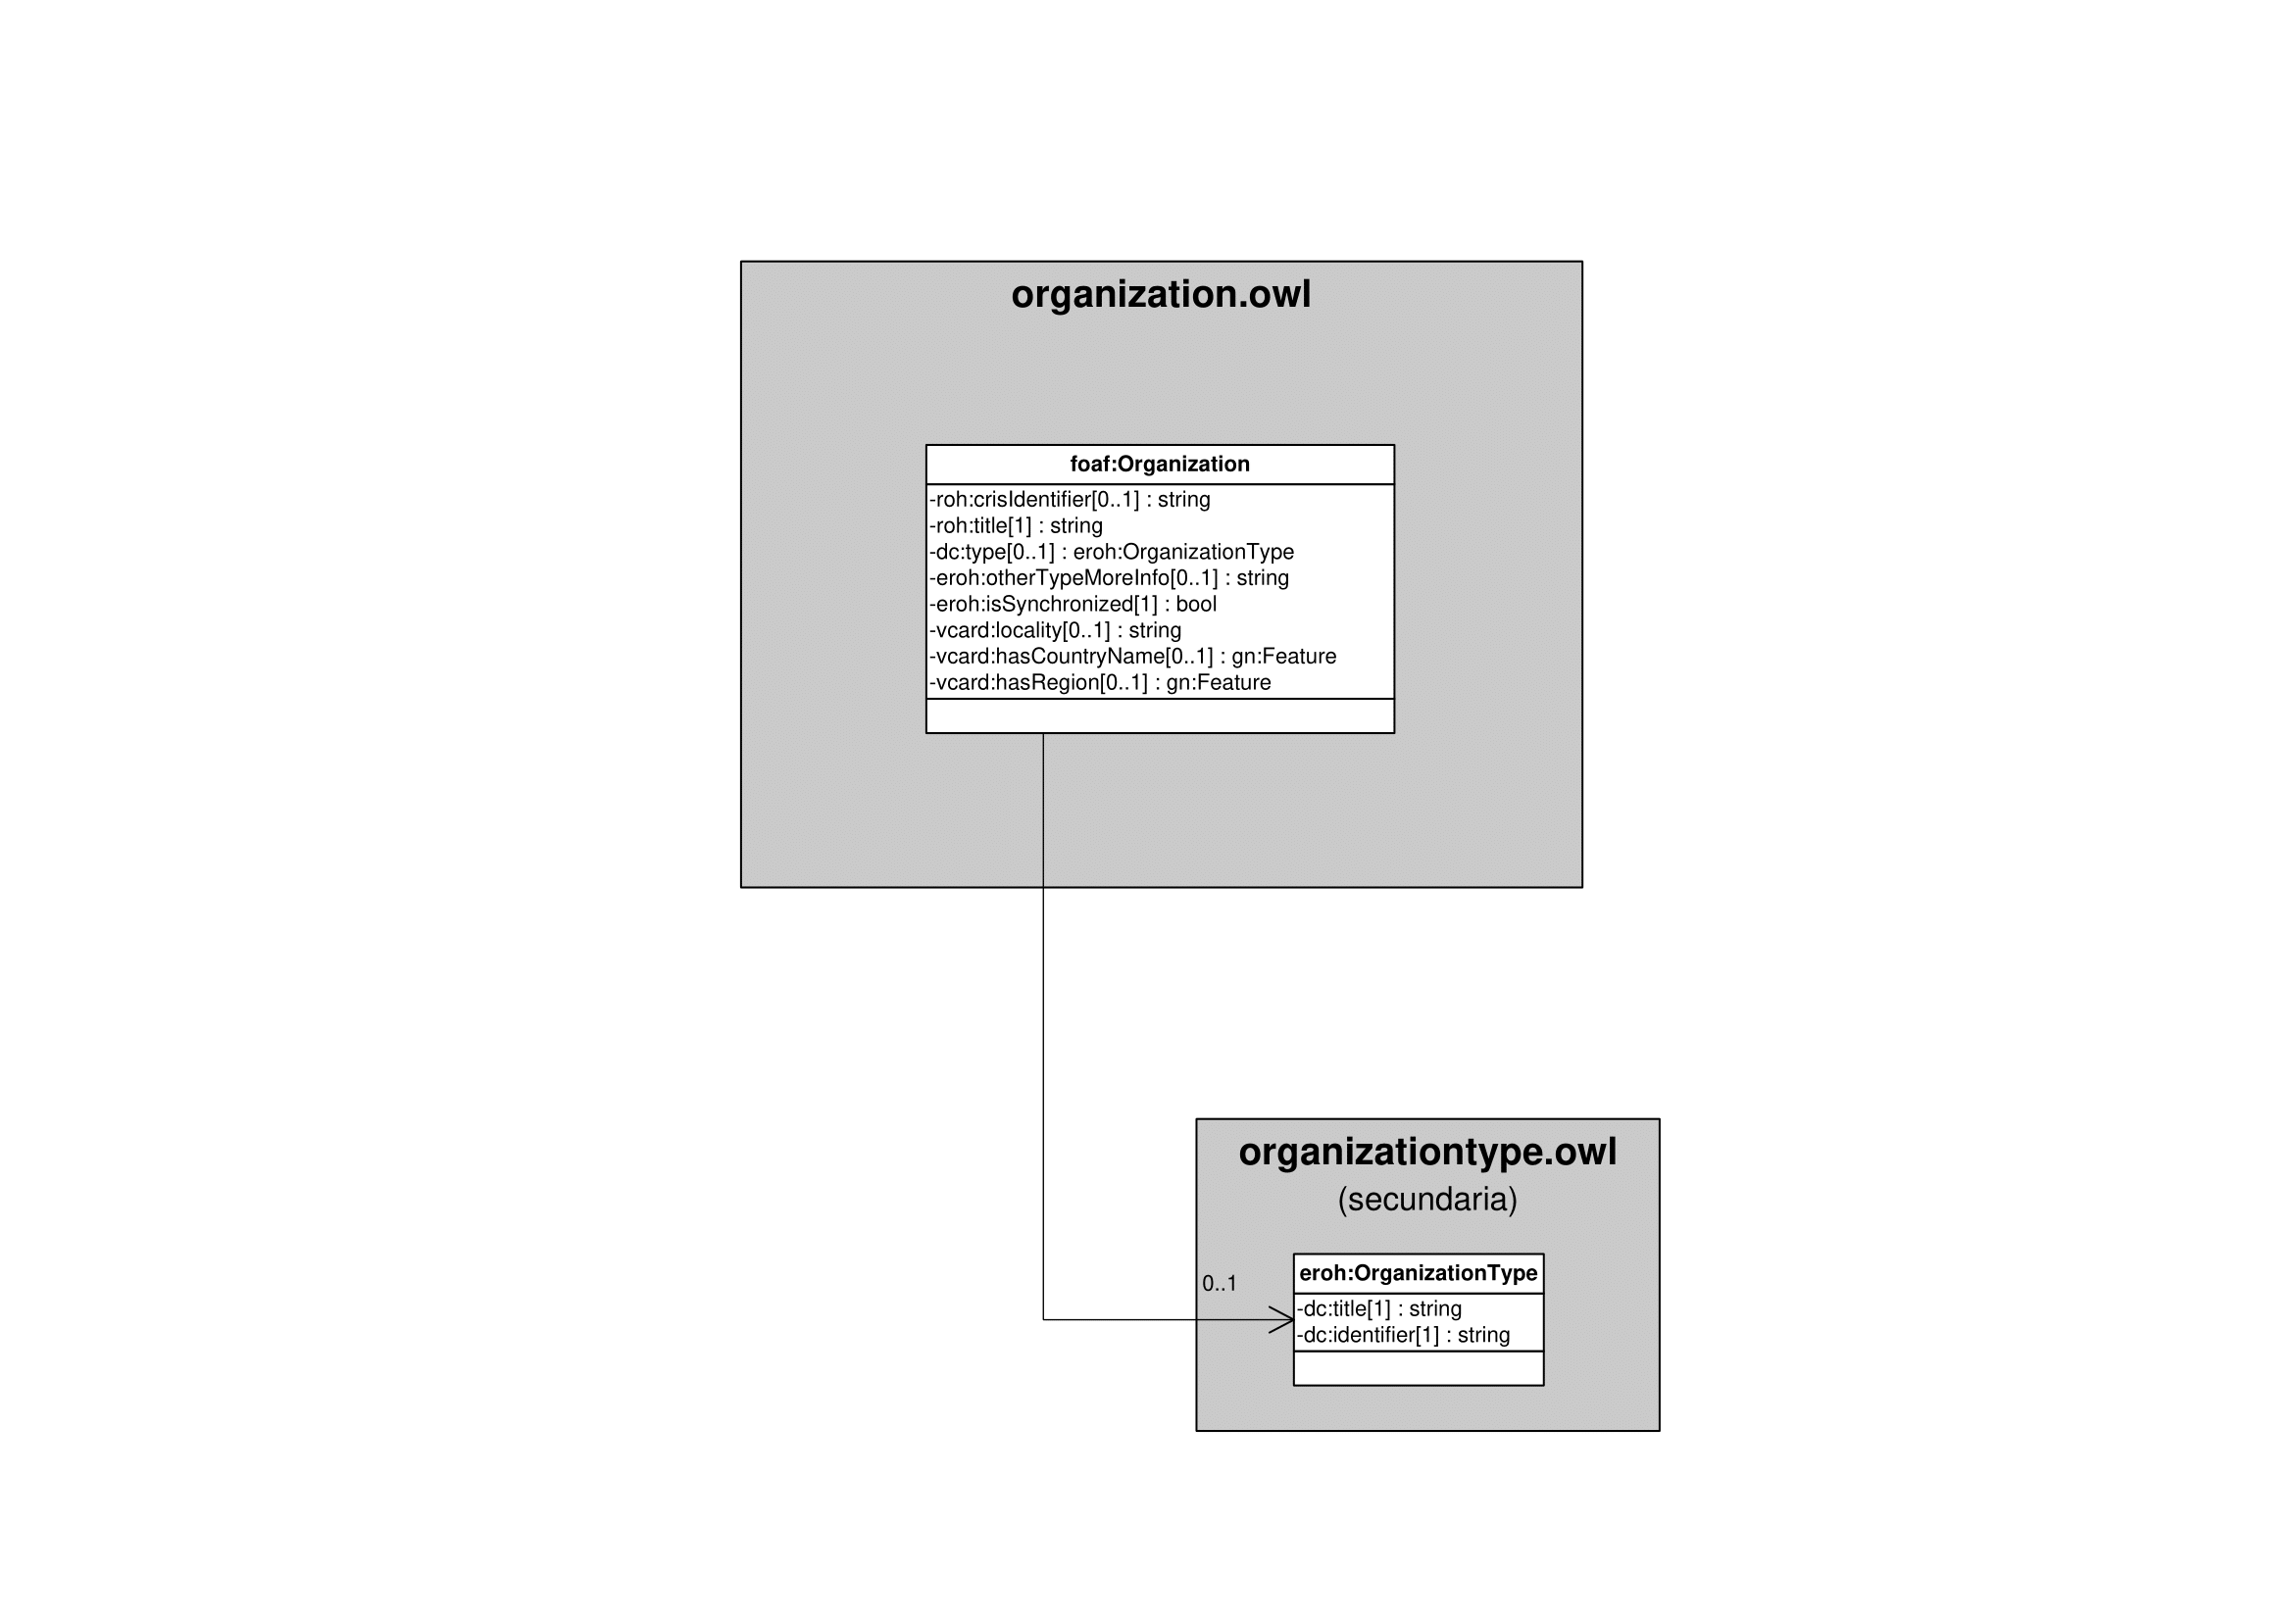 organization.owl
foaf:Organization
-roh:crisIdentifier[0..1] : string
-roh:title[1] : string
-dc:type[0..1] : eroh:OrganizationType
-eroh:otherTypeMoreInfo[0..1] : string
-eroh:isSynchronized[1] : bool
-vcard:locality[0..1] : string
-vcard:hasCountryName[0..1] : gn:Feature
-vcard:hasRegion[0..1] : gn:Feature
organizationtype.owl
(secundaria)
0..1
eroh:OrganizationType
-dc:title[1] : string
-dc:identifier[1] : string